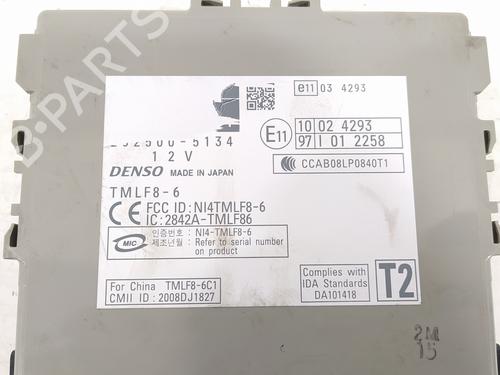 B-PARTS
e11 03 4293
5134
12V
DENSO MADE IN JAPAN
E11
10 02 4293
97 I 01 2258
CCAB08LP0840T1
TMLF8-6
CE FCC ID: NI4TMLF8-6
IC: 2842A-TMLF86
MIC
인증번호 : NI4-TMLF8-6
제조년월 : Refer to serial number
on product
For China TMLF8-6C1
CMII ID : 2008DJ1827
Complies with
IDA Standards
DA101418
T2
2M
15